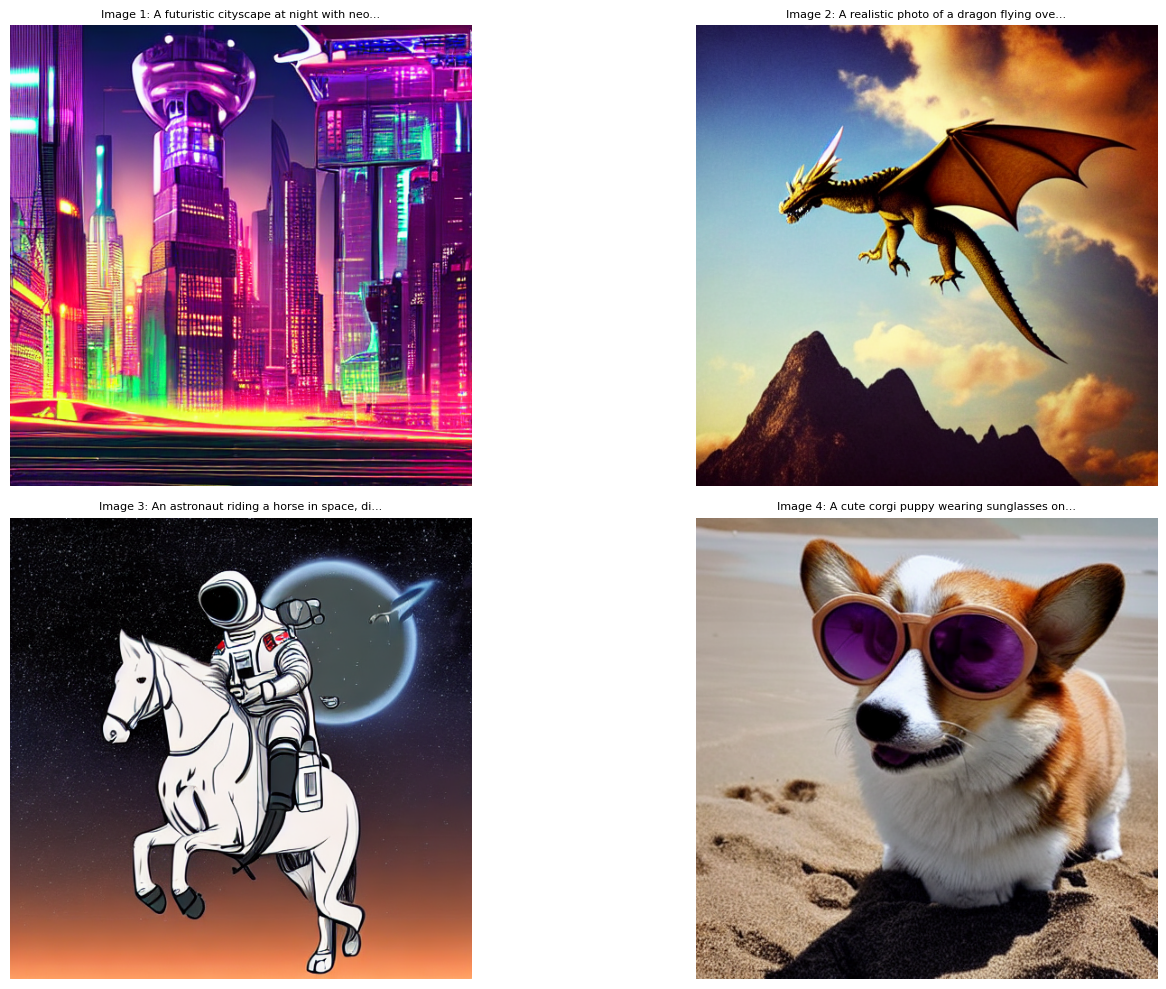 Image 1: A futuristic cityscape at night with neo...
Image 2: A realistic photo of a dragon flying ove...
Image 3: An astronaut riding a horse in space, di...
Image 4: A cute corgi puppy wearing sunglasses on...